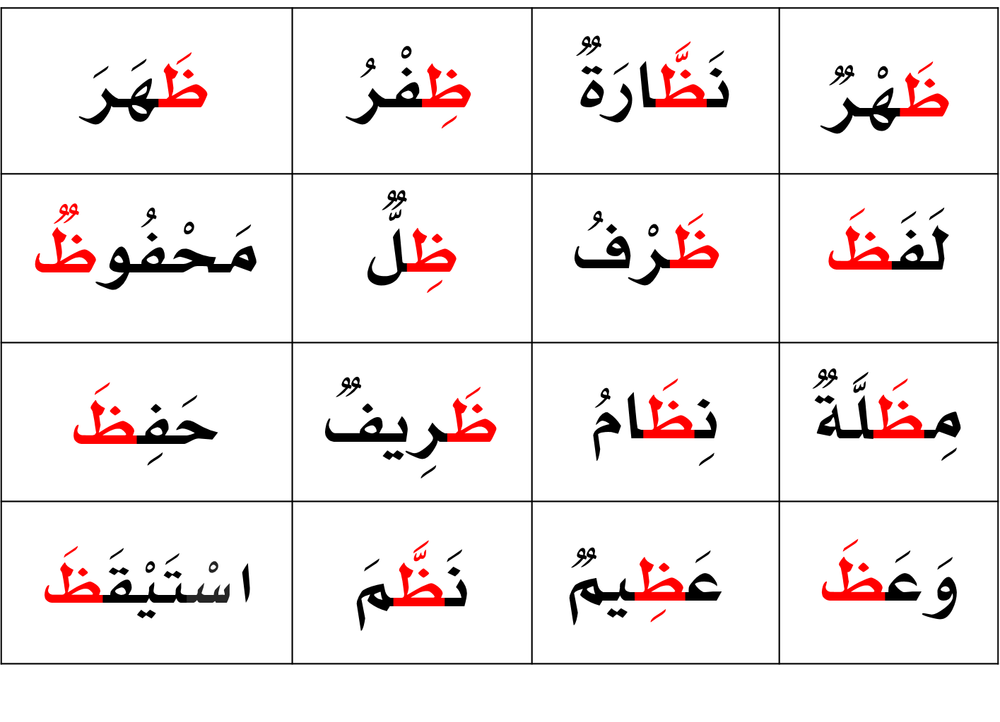 ظَهْرٌ نَظَّارَةٌ ظِفْرُ ظَهَرَ
لَفَظَ ظَرْفُ ظِلٌّ مَحْفُوظٌ
مِظَلَّةٌ نِظَامُ ظَرِيفٌ حَفِظَ
وَعَظَ عَظِيمٌ نَظَّمَ اسْتَيْقَظَ